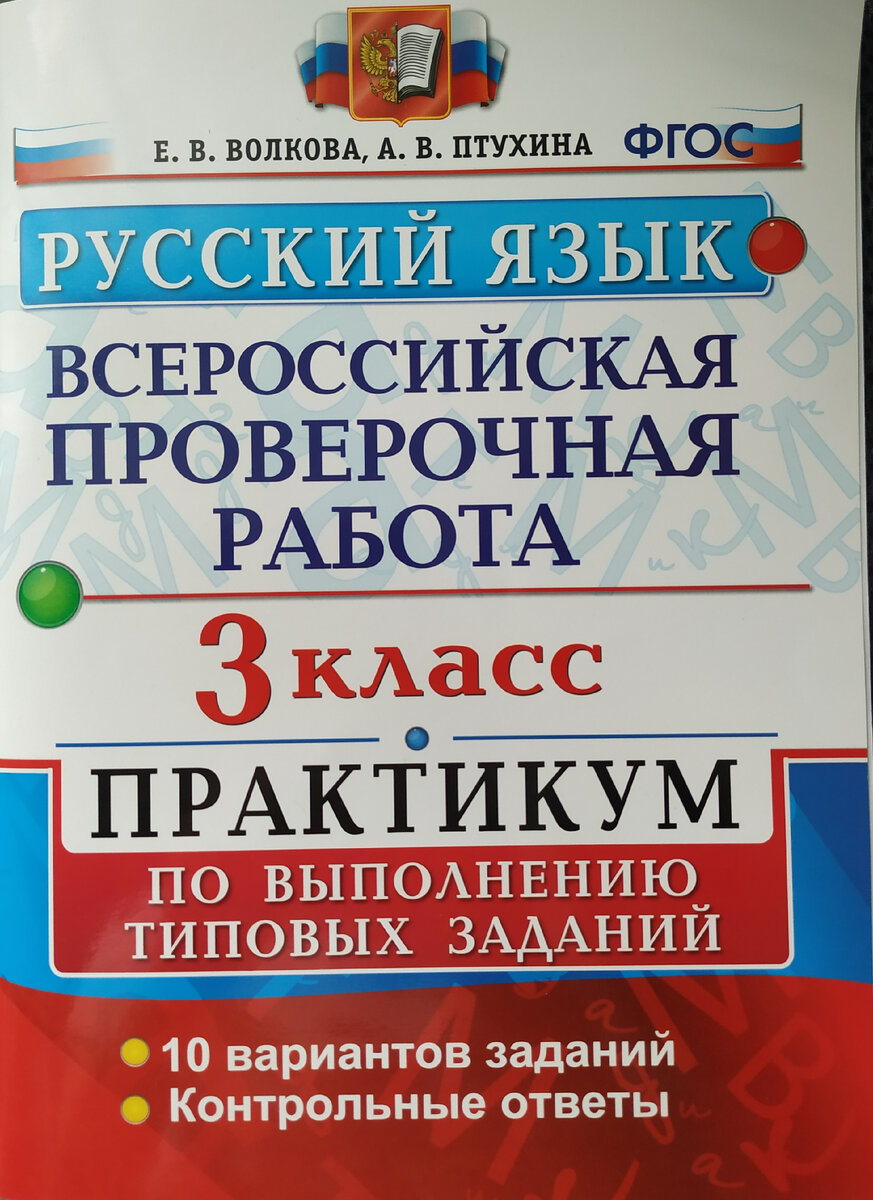 Е. В. ВОЛКОВА, А. В. ПТУХИНА ФГОС
РУССКИЙ ЯЗЫК
ВСЕРОССИЙСКАЯ
ПРОВЕРОЧНАЯ
РАБОТА
3 класс
ПРАКТИКУМ
ПО ВЫПОЛНЕНИЮ
ТИПОВЫХ ЗАДАНИЙ
10 вариантов заданий
Контрольные ответы